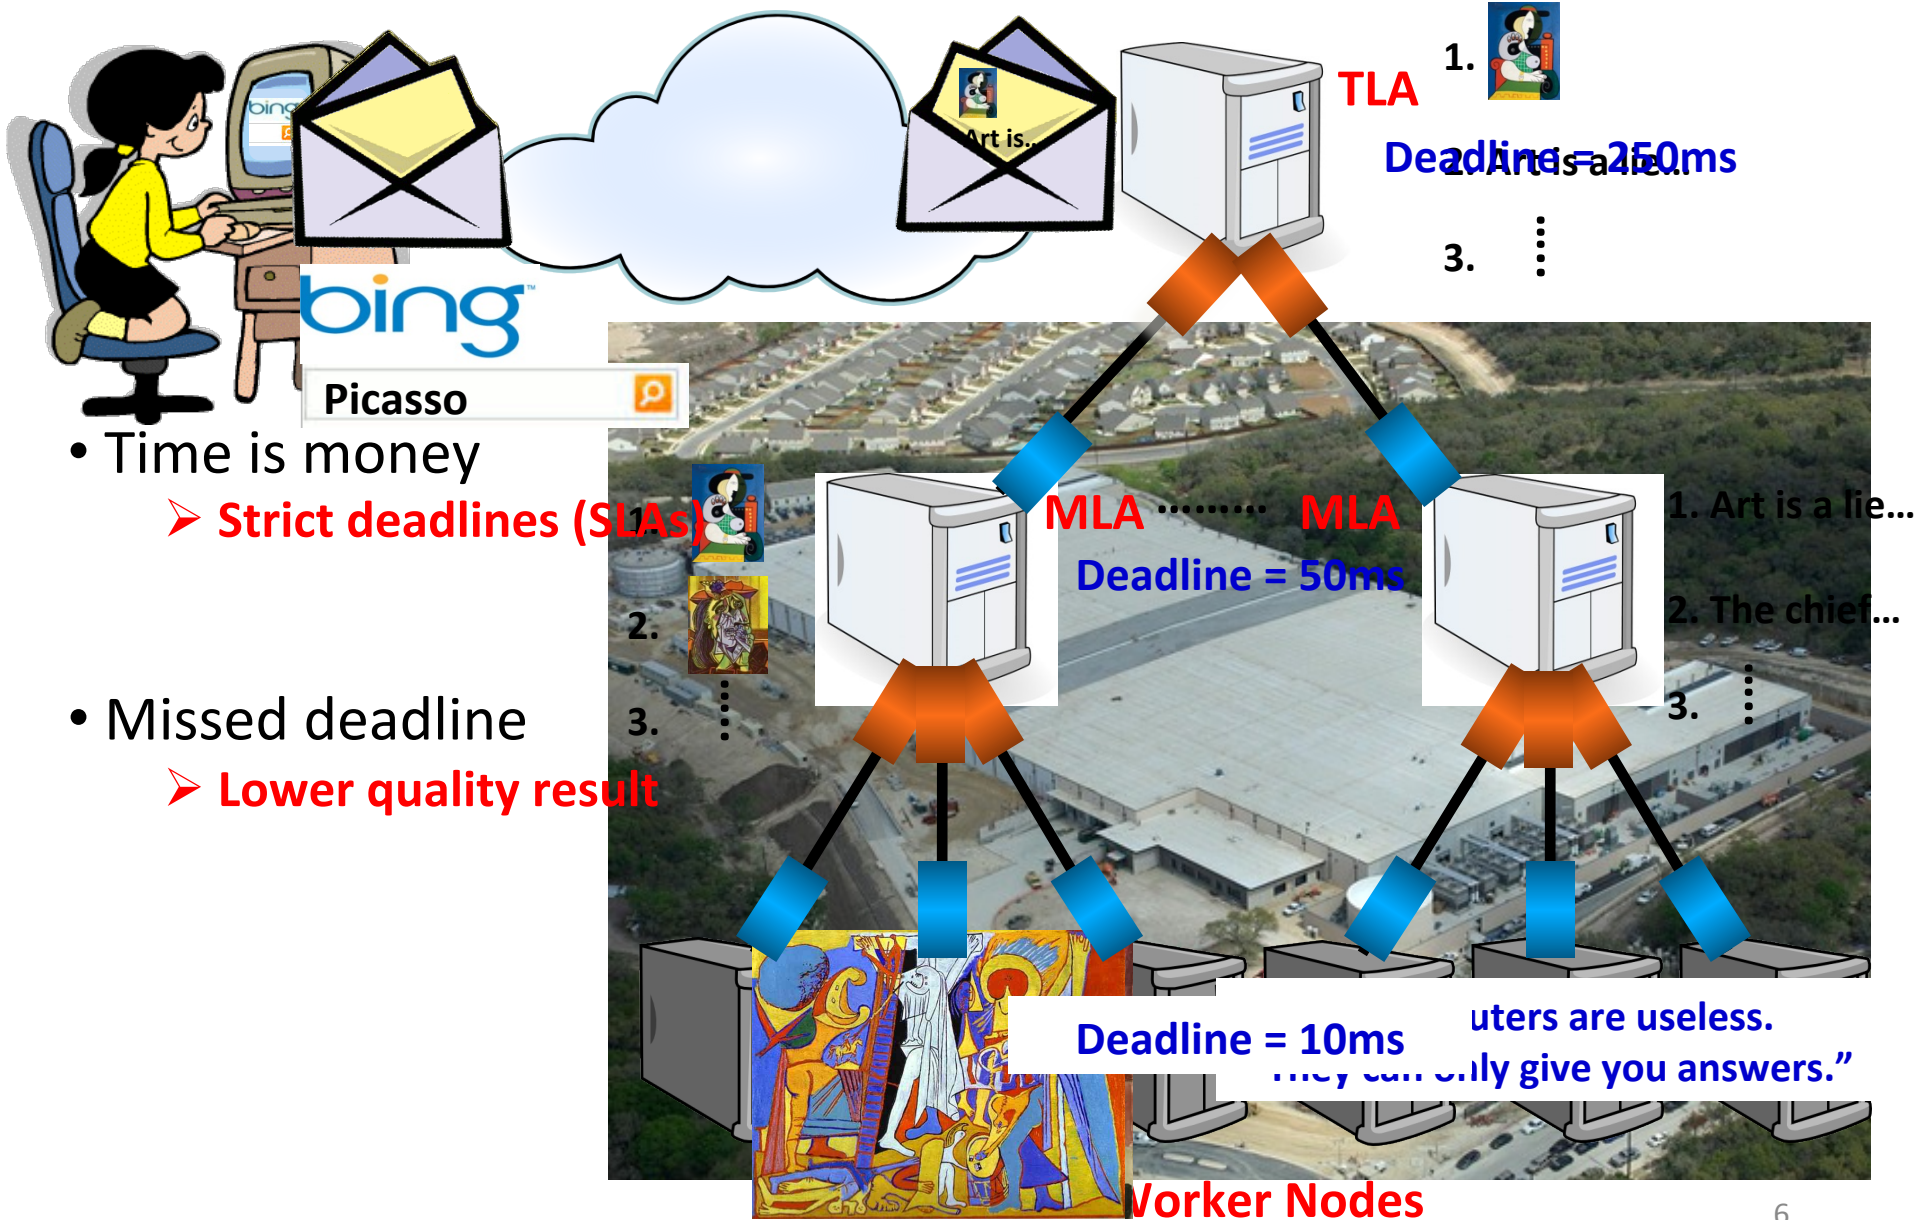 bing
Art is...
TLA
1.
Deadline = 250ms
2. Art is a lie...
3.
bing
Picasso
• Time is money
➢ Strict deadlines (SLAs)
1.
2.
3.
MLA ......... MLA
Deadline = 50ms
1. Art is a lie...
2. The chief...
3.
• Missed deadline
➢ Lower quality result
Deadline = 10ms
uters are useless.
They can only give you answers.”
Worker Nodes
6